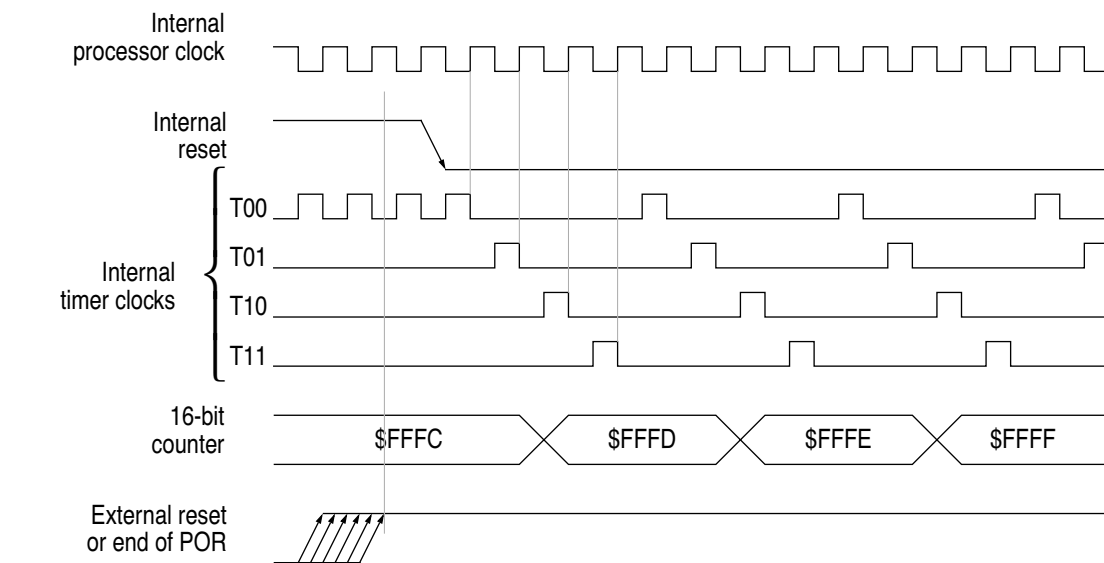 Internal
processor clock
Internal
reset
T00
T01
Internal
timer clocks
T10
T11
16-bit
counter
$FFFC
$FFFD
$FFFE
$FFFF
External reset
or end of POR